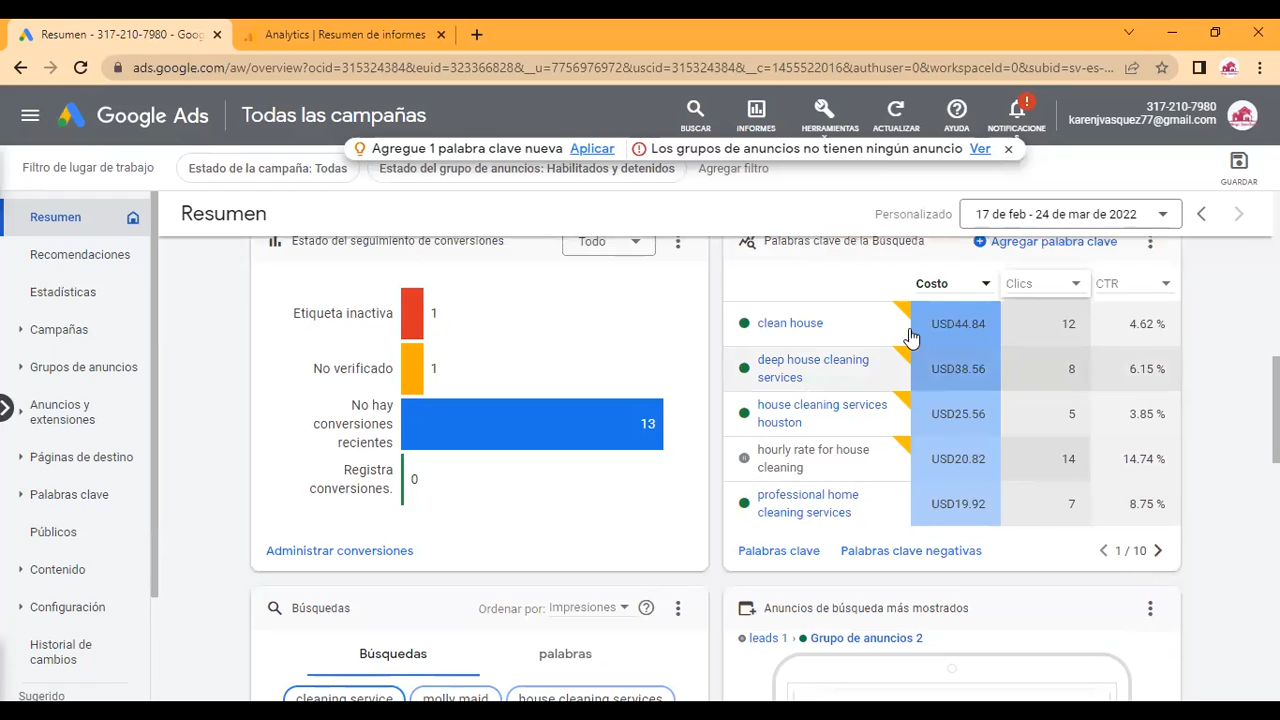 Resumen - 317-210-7980 - Goog
Analytics | Resumen de informes
ads.google.com/aw/overview?ocid=315324384&euid=323366828&__u=7756976972&uscid=315324384&__c=1455522016&authuser=0&workspaceId=0&subid=sv-es-...
Google Ads
Todas las campañas
BUSCAR
INFORMES
HERRAMIENTAS
ACTUALIZAR
AYUDA
NOTIFICACIONE
317-210-7980
karenjvasquez77@gmail.com
Agregue 1 palabra clave nueva Aplicar
Los grupos de anuncios no tienen ningún anuncio Ver
Filtro de lugar de trabajo
Estado de la campaña: Todas
Estado del grupo de anuncios: Habilitados y detenidos
Agregar filtro
GUARDAR
Resumen
Recomendaciones
Estadísticas
Campañas
Grupos de anuncios
Anuncios y
extensiones
Páginas de destino
Palabras clave
Públicos
Contenido
Configuración
Historial de
cambios
Sugerido
Resumen
Personalizado
17 de feb - 24 de mar de 2022
Estado del seguimiento de conversiones
Todo
Etiqueta inactiva
1
No verificado
1
No hay
conversiones
recientes
13
Registra
conversiones.
0
Administrar conversiones
Palabras clave de la Búsqueda
Agregar palabra clave
Costo Clics CTR
clean house USD44.84 12 4.62 %
deep house cleaning
services USD38.56 8 6.15 %
house cleaning services
houston USD25.56 5 3.85 %
hourly rate for house
cleaning USD20.82 14 14.74 %
professional home
cleaning services USD19.92 7 8.75 %
Palabras clave
Palabras clave negativas
1 / 10
Búsquedas
Ordenar por: Impresiones
Búsquedas
palabras
cleaning service
molly maid
house cleaning services
Anuncios de búsqueda más mostrados
leads 1 › Grupo de anuncios 2